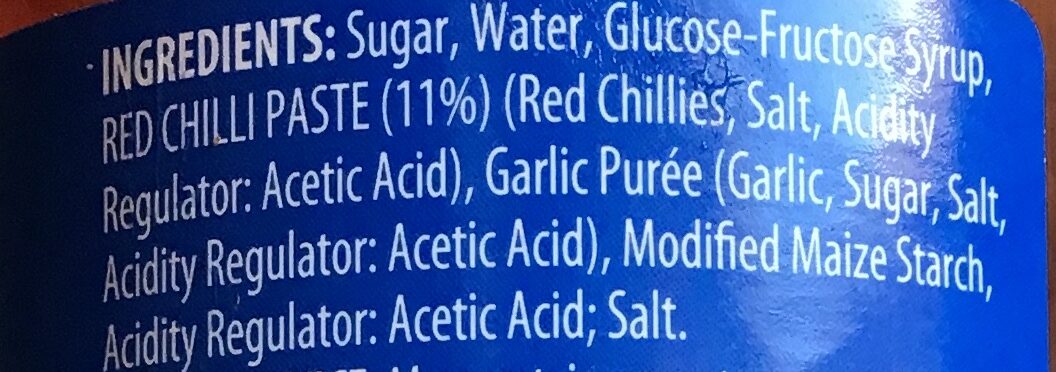 INGREDIENTS: Sugar, Water, Glucose-Fructose Syrup,
RED CHILLI PASTE (11%) (Red Chillies, Salt, Acidity
Regulator: Acetic Acid), Garlic Purée (Garlic, Sugar, Salt,
Acidity Regulator: Acetic Acid), Modified Maize Starch,
Acidity Regulator: Acetic Acid; Salt.